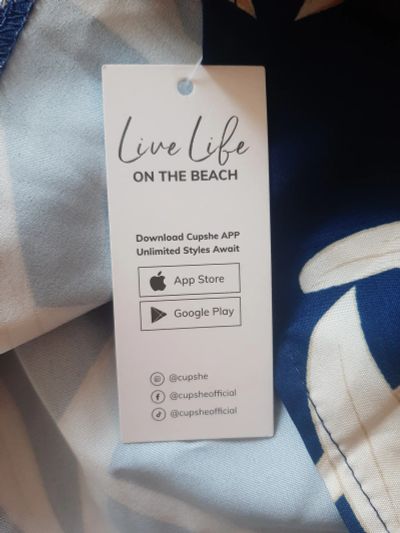 Live Life
ON THE BEACH
Download Cupshe APP
Unlimited Styles Await
App Store
Google Play
@cupshe
@cupsheofficial
@cupsheofficial